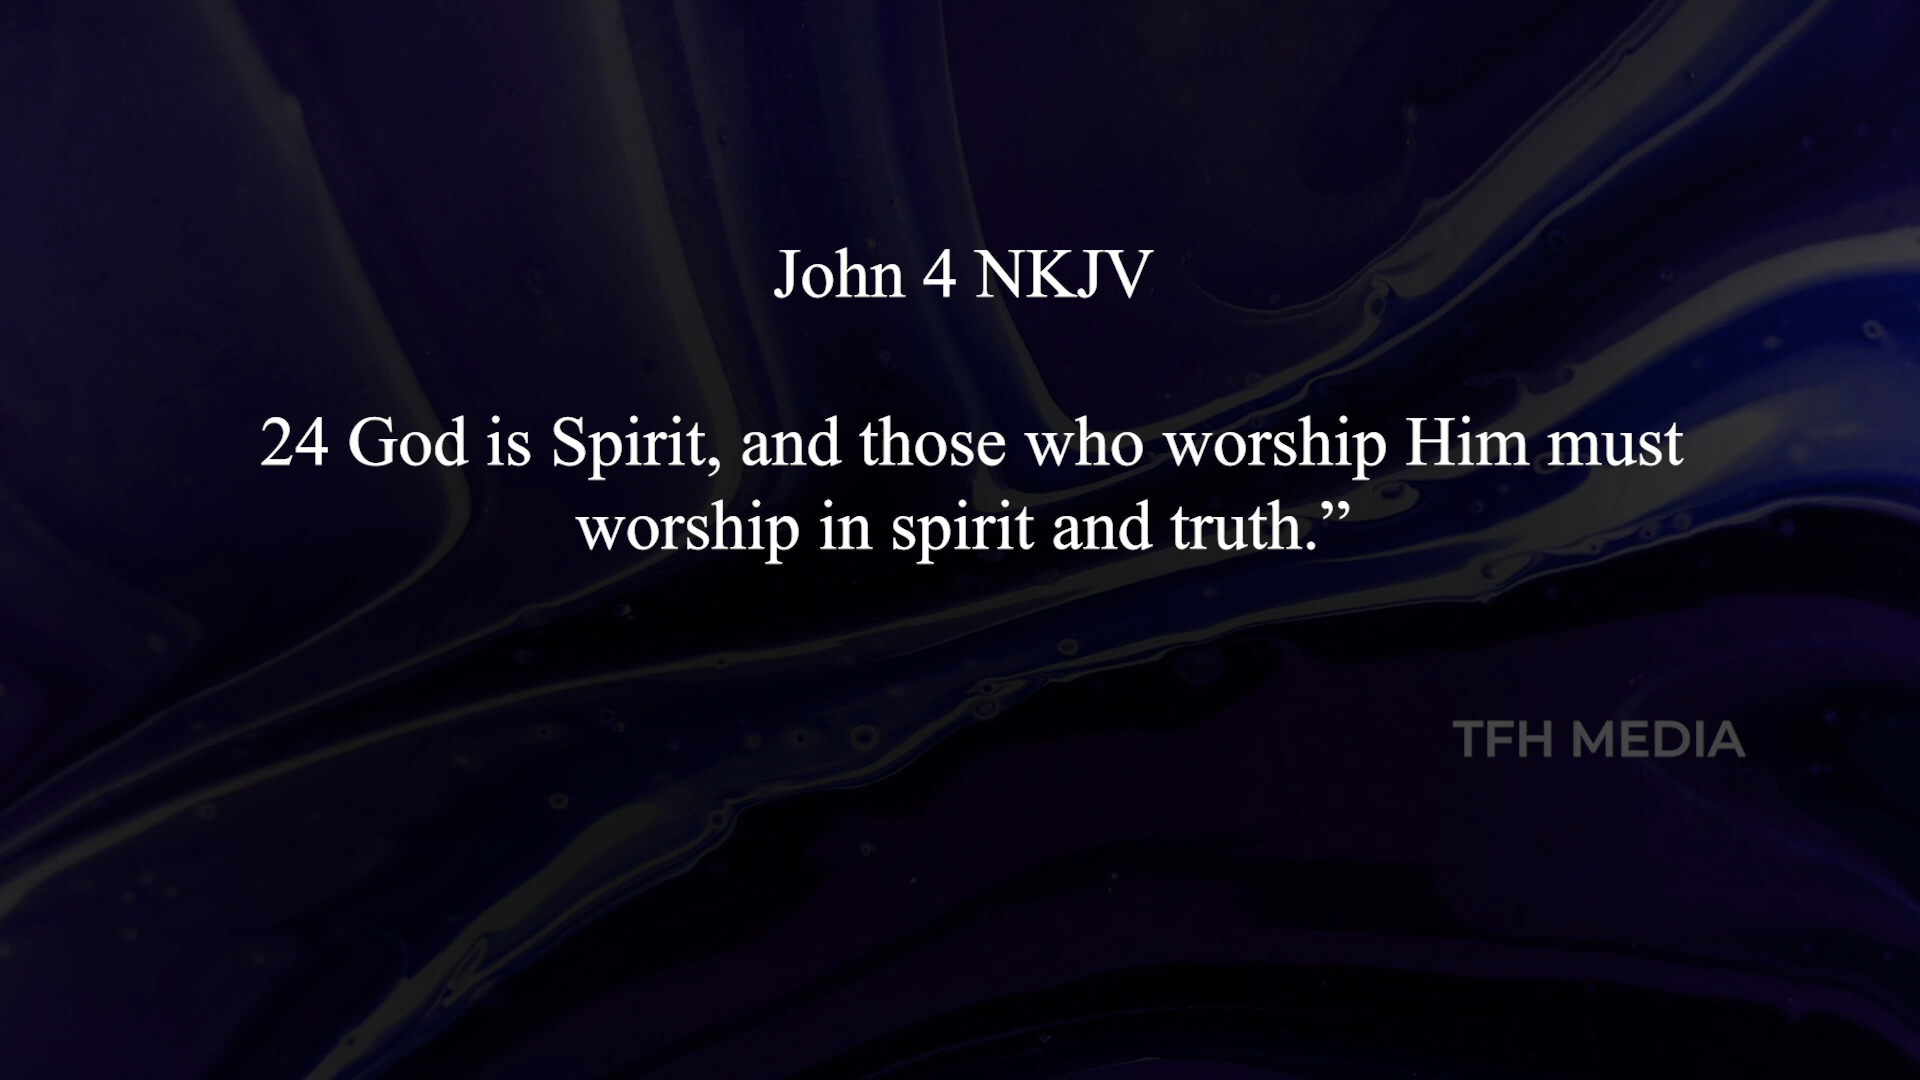 John 4 NKJV
24 God is Spirit, and those who worship Him must
worship in spirit and truth.”
TFH MEDIA